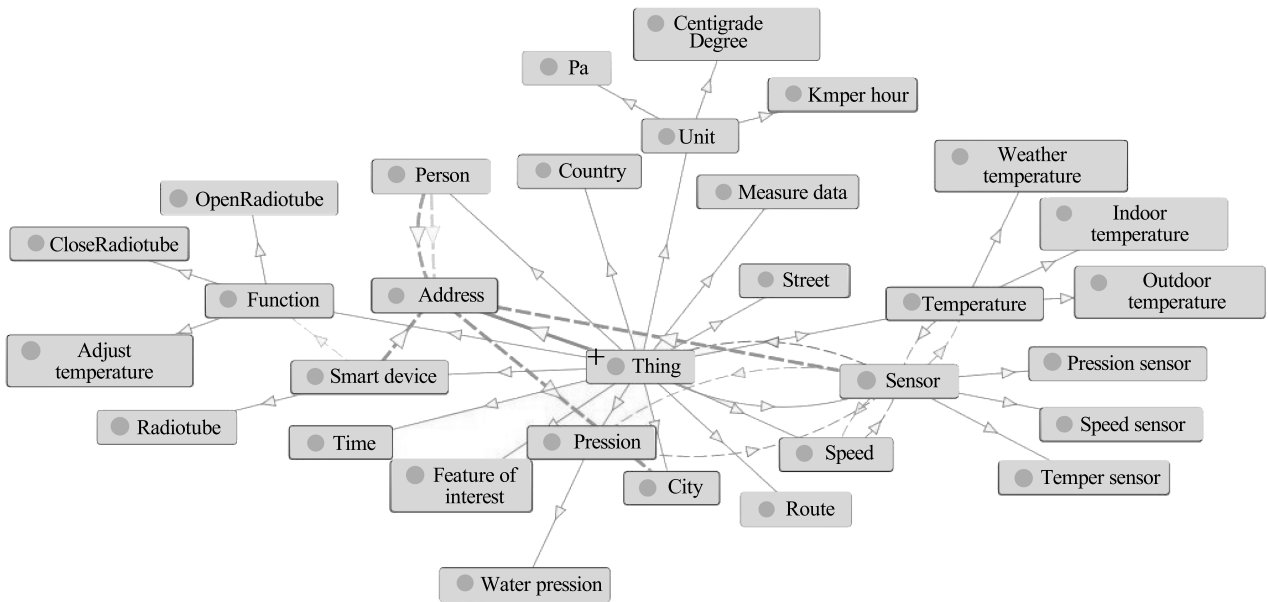 Centigrade
Degree
Pa
Kmper hour
Unit
Weather
temperature
Country
Person
Measure data
OpenRadiotube
Indoor
temperature
CloseRadiotube
Street
Outdoor
temperature
Address
Function
Temperature
Adjust
temperature
Thing
Pression sensor
Smart device
Sensor
Radiotube
Speed sensor
Time
Pression
Speed
Feature of
interest
City
Temper sensor
Route
Water pression